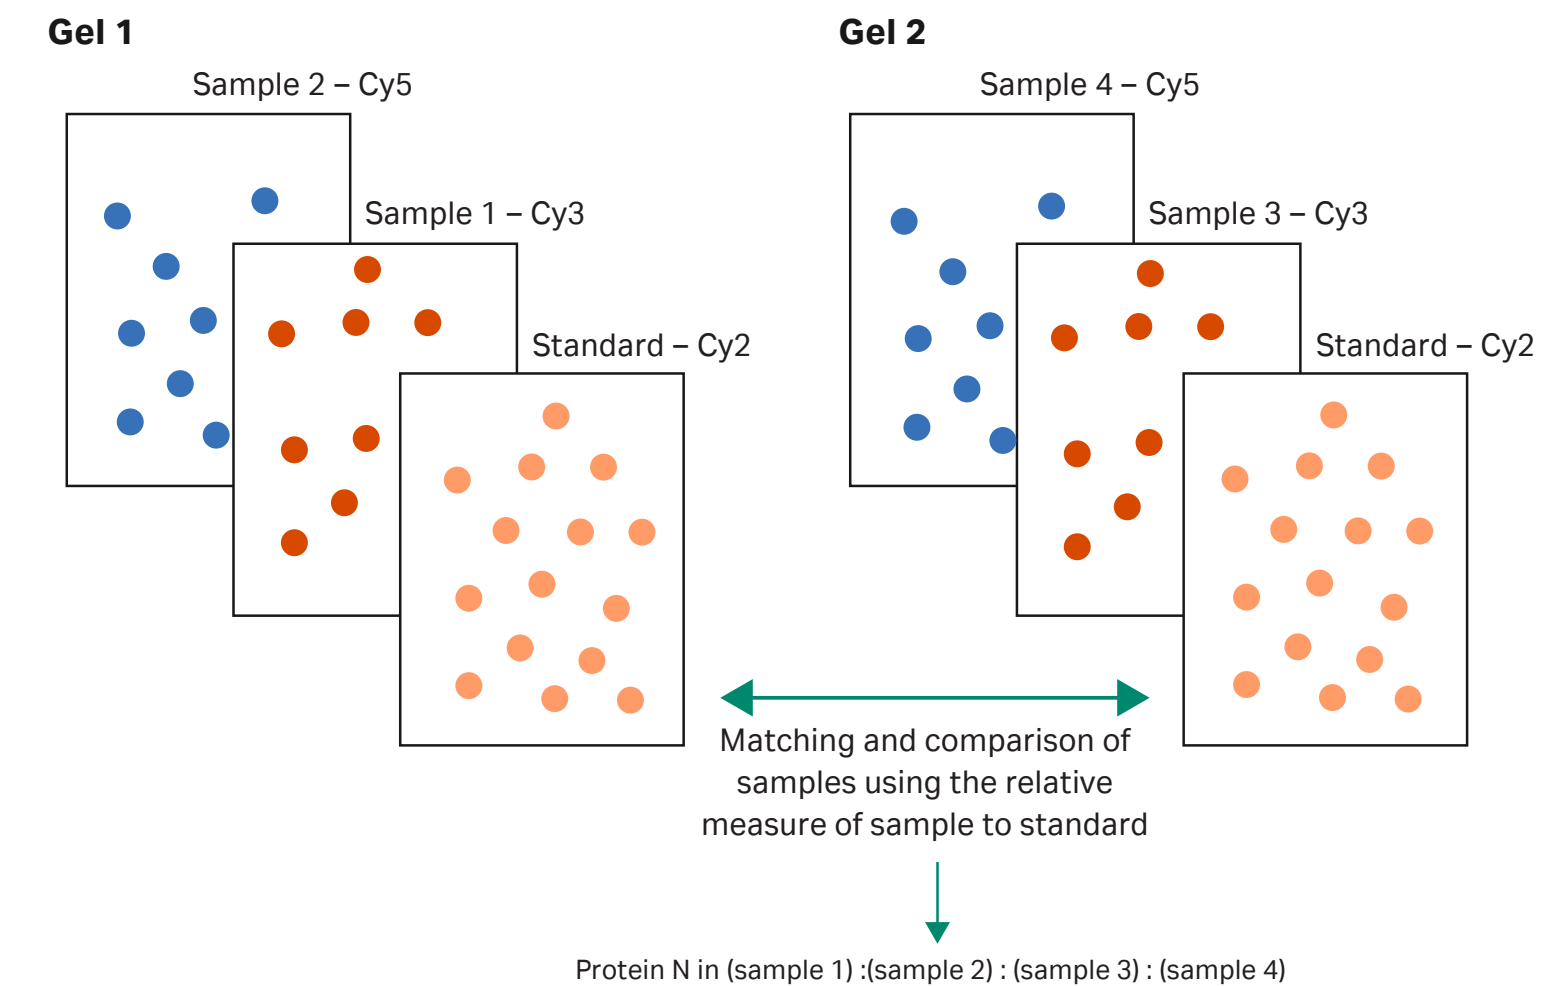 Gel 1
Sample 2 – Cy5
Sample 1 – Cy3
Standard – Cy2
Gel 2
Sample 4 – Cy5
Sample 3 – Cy3
Standard – Cy2
Matching and comparison of
samples using the relative
measure of sample to standard
Protein N in (sample 1) :(sample 2) : (sample 3) : (sample 4)